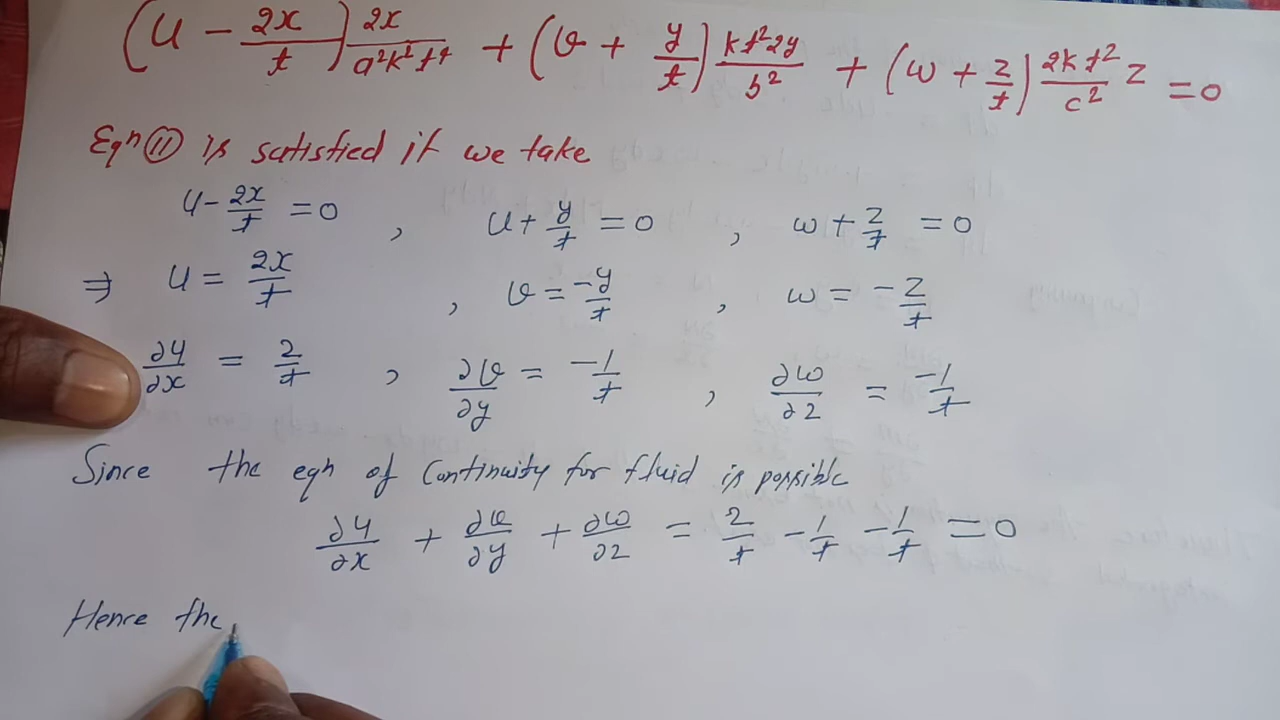 (u - 2x/t) 2x/a²k²t⁴ + (v + y/t) kt²2y/b² + (w + z/t) 2kt²/c² z = 0
Eqn (11) is satisfied if we take
u - 2x/t = 0 , u + y/t = 0 , w + z/t = 0
⇒ u = 2x/t , v = -y/t , w = -z/t
∂u/∂x = 2/t , ∂v/∂y = -1/t , ∂w/∂z = -1/t
Since the eqn of Continuity for fluid is possible
∂u/∂x + ∂v/∂y + ∂w/∂z = 2/t - 1/t - 1/t = 0
Hence the